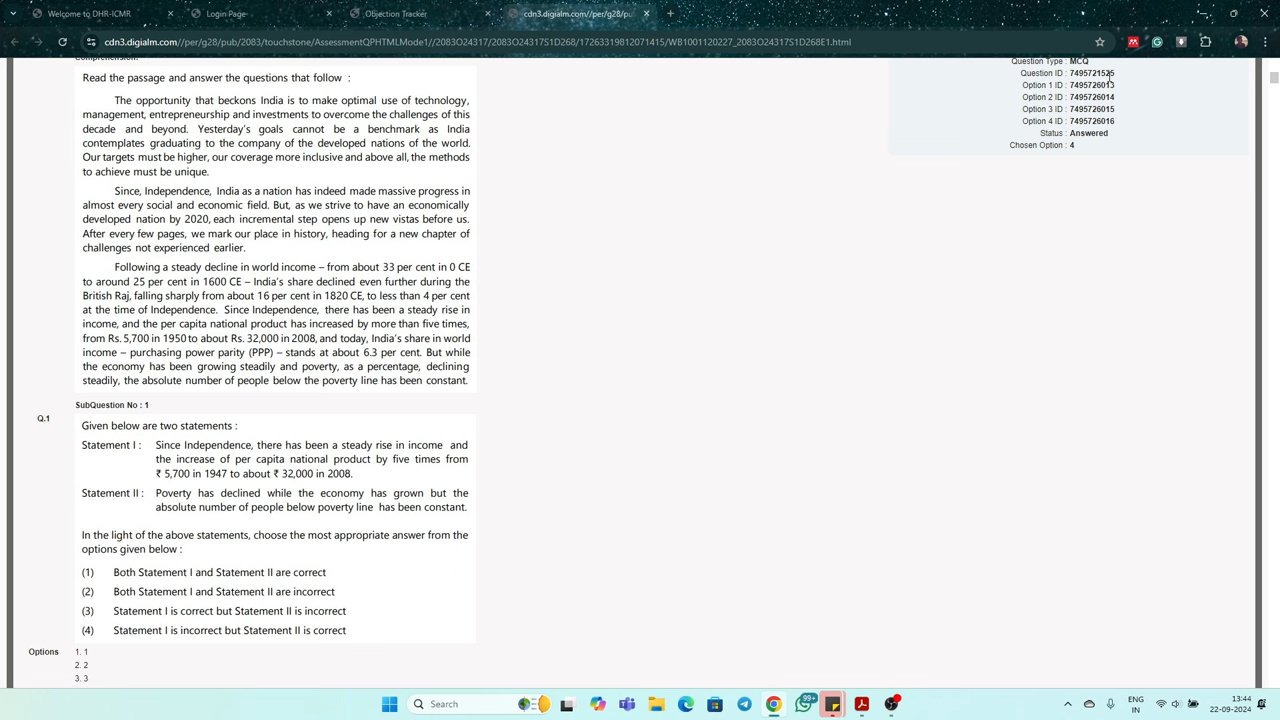 Welcome to DHR-ICMR
Login Page
Objection Tracker
cdn3.digialm.com//per/g28/pu
cdn3.digialm.com//per/g28/pub/2083/touchstone/AssessmentQPHTMLMode1//2083O24317/2083O24317S1D268/17263319812071415/WB1001120227_2083O24317S1D268E1.html
Comprehension:
Read the passage and answer the questions that follow :
The opportunity that beckons India is to make optimal use of technology,
management, entrepreneurship and investments to overcome the challenges of this
decade and beyond. Yesterday's goals cannot be a benchmark as India
contemplates graduating to the company of the developed nations of the world.
Our targets must be higher, our coverage more inclusive and above all, the methods
to achieve must be unique.
Since, Independence, India as a nation has indeed made massive progress in
almost every social and economic field. But, as we strive to have an economically
developed nation by 2020, each incremental step opens up new vistas before us.
After every few pages, we mark our place in history, heading for a new chapter of
challenges not experienced earlier.
Following a steady decline in world income – from about 33 per cent in 0 CE
to around 25 per cent in 1600 CE – India's share declined even further during the
British Raj, falling sharply from about 16 per cent in 1820 CE, to less than 4 per cent
at the time of Independence. Since Independence, there has been a steady rise in
income, and the per capita national product has increased by more than five times,
from Rs. 5,700 in 1950 to about Rs. 32,000 in 2008, and today, India's share in world
income – purchasing power parity (PPP) – stands at about 6.3 per cent. But while
the economy has been growing steadily and poverty, as a percentage, declining
steadily, the absolute number of people below the poverty line has been constant.
SubQuestion No : 1
Q.1
Given below are two statements :
Statement I : Since Independence, there has been a steady rise in income and
the increase of per capita national product by five times from
₹ 5,700 in 1947 to about ₹ 32,000 in 2008.
Statement II : Poverty has declined while the economy has grown but the
absolute number of people below poverty line has been constant.
In the light of the above statements, choose the most appropriate answer from the
options given below :
(1) Both Statement I and Statement II are correct
(2) Both Statement I and Statement II are incorrect
(3) Statement I is correct but Statement II is incorrect
(4) Statement I is incorrect but Statement II is correct
Options 1. 1
2. 2
3. 3
Question Type : MCQ
Question ID : 7495721525
Option 1 ID : 7495726013
Option 2 ID : 7495726014
Option 3 ID : 7495726015
Option 4 ID : 7495726016
Status : Answered
Chosen Option : 4
Search
99+
ENG
IN
13:44
22-09-2024